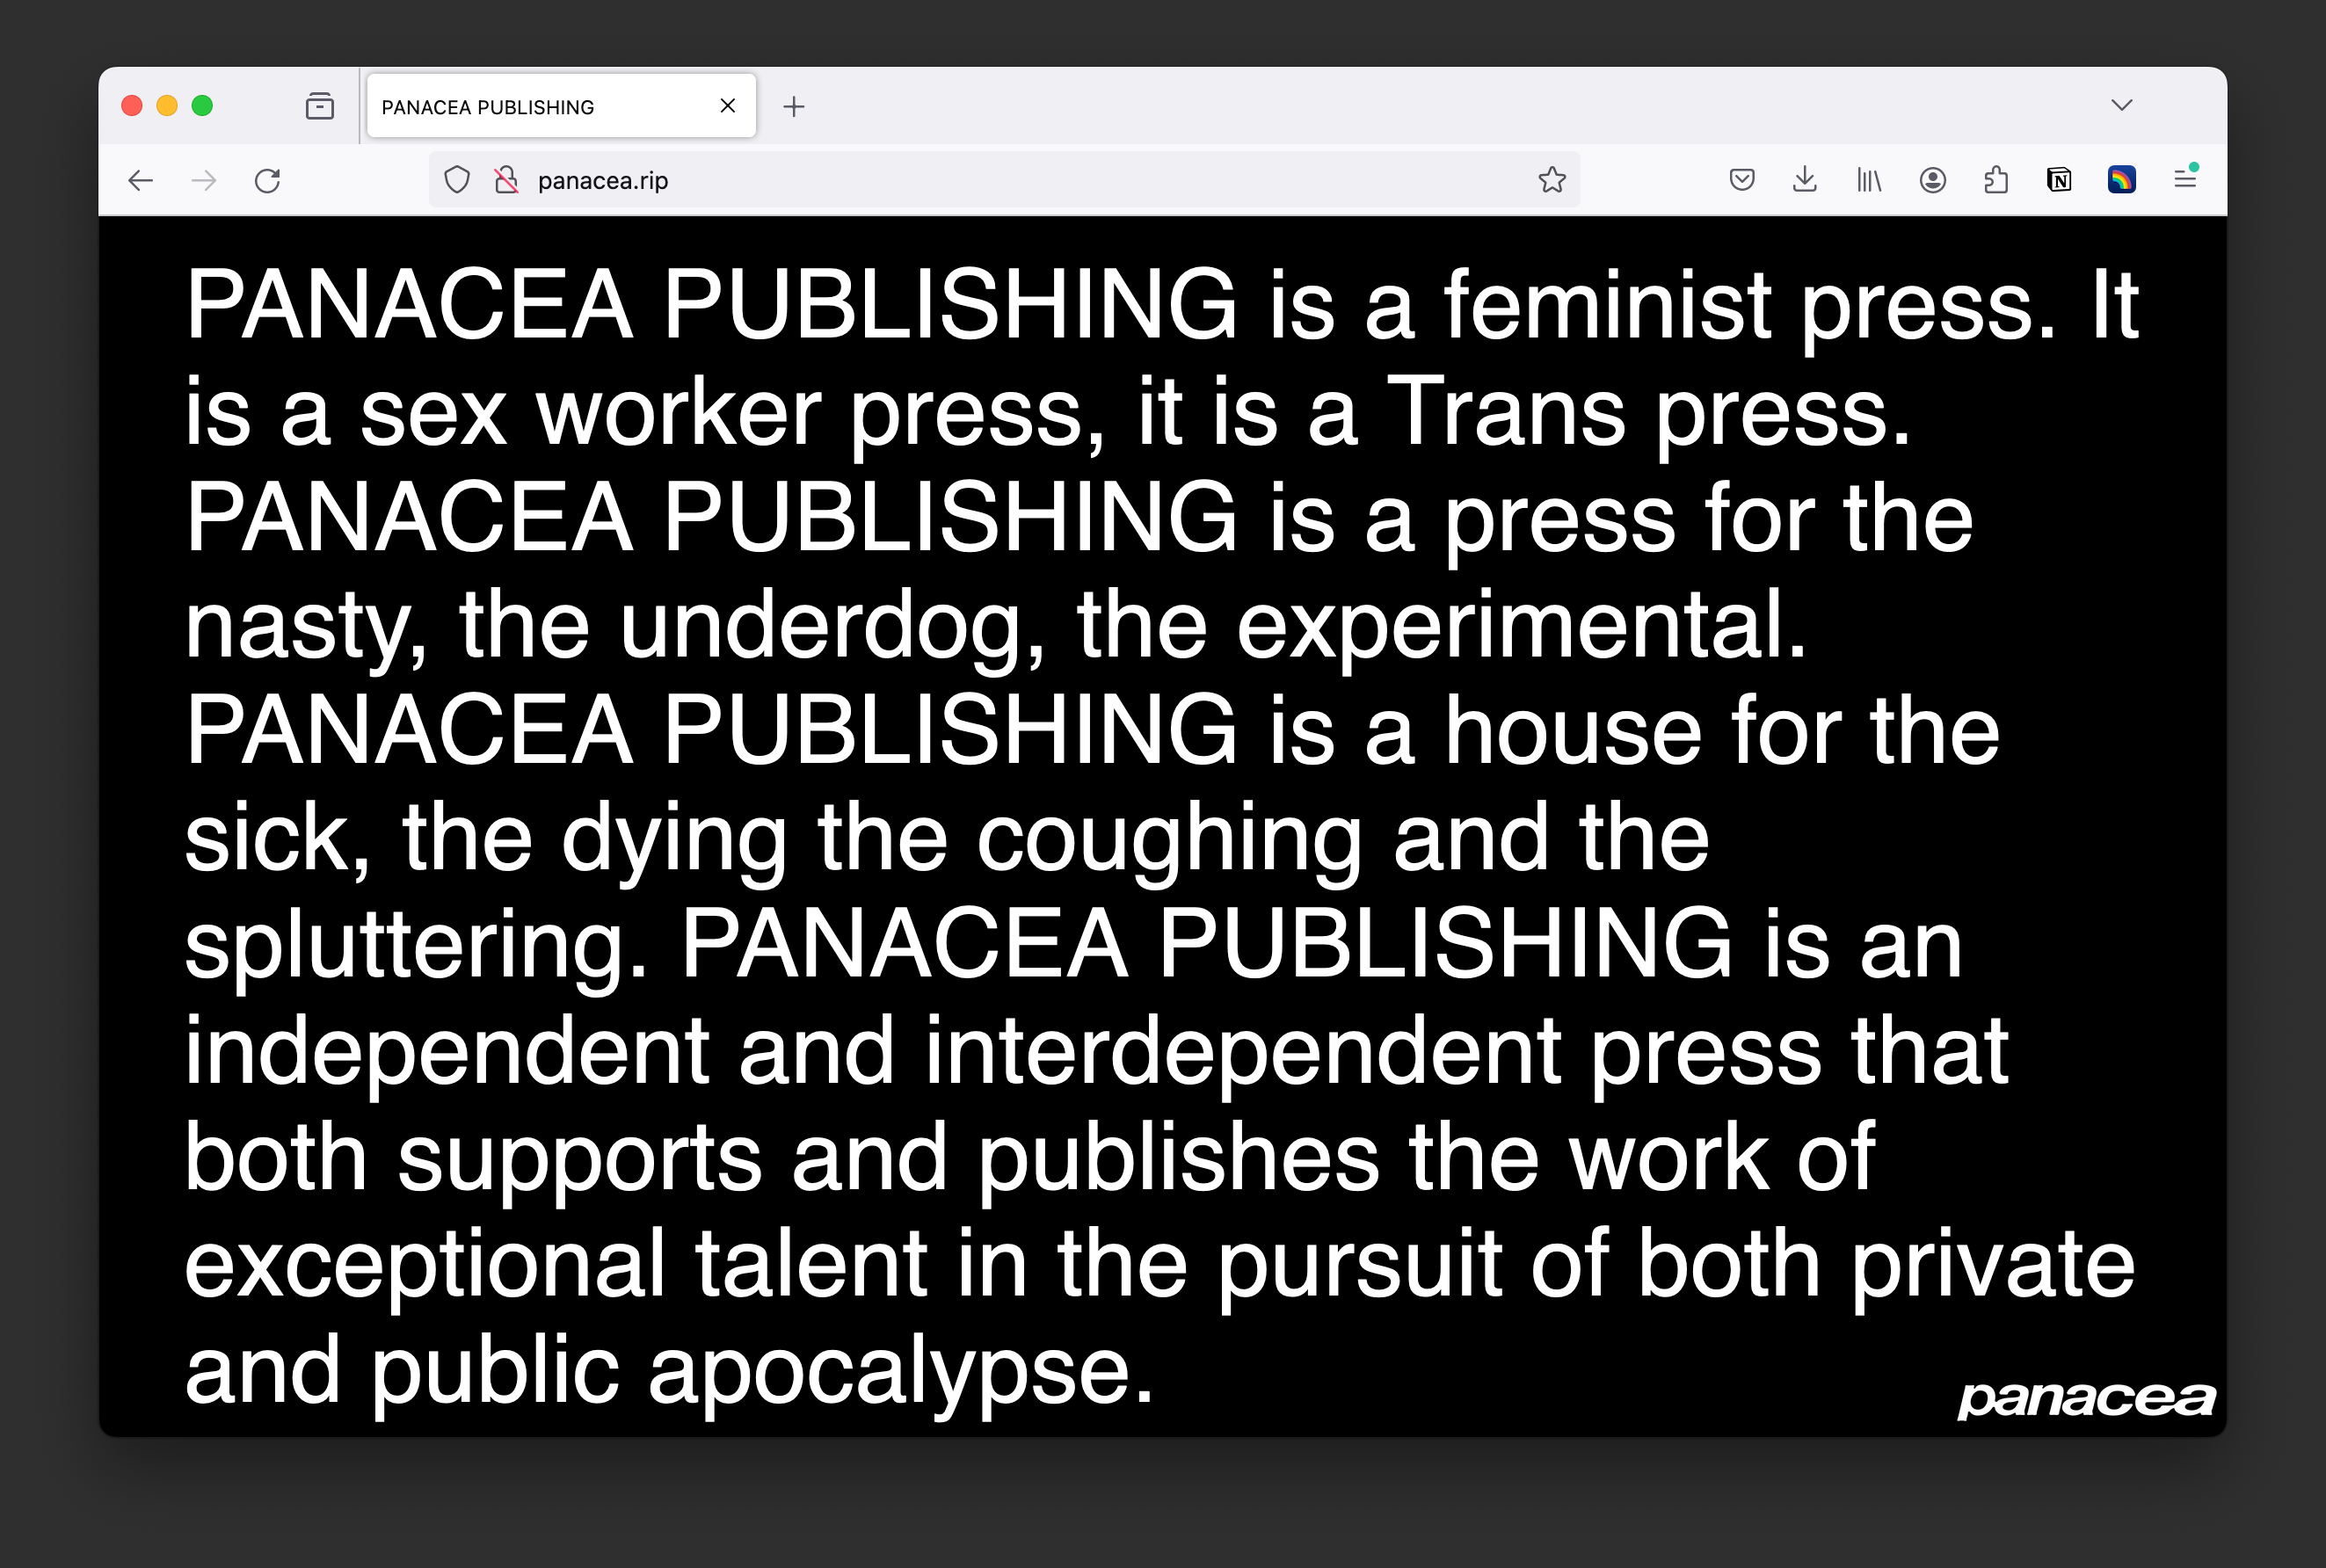 PANACEA PUBLISHING
panacea.rip
PANACEA PUBLISHING is a feminist press. It
is a sex worker press, it is a Trans press.
PANACEA PUBLISHING is a press for the
nasty, the underdog, the experimental.
PANACEA PUBLISHING is a house for the
sick, the dying the coughing and the
spluttering. PANACEA PUBLISHING is an
independent and interdependent press that
both supports and publishes the work of
exceptional talent in the pursuit of both private
and public apocalypse.
panacea